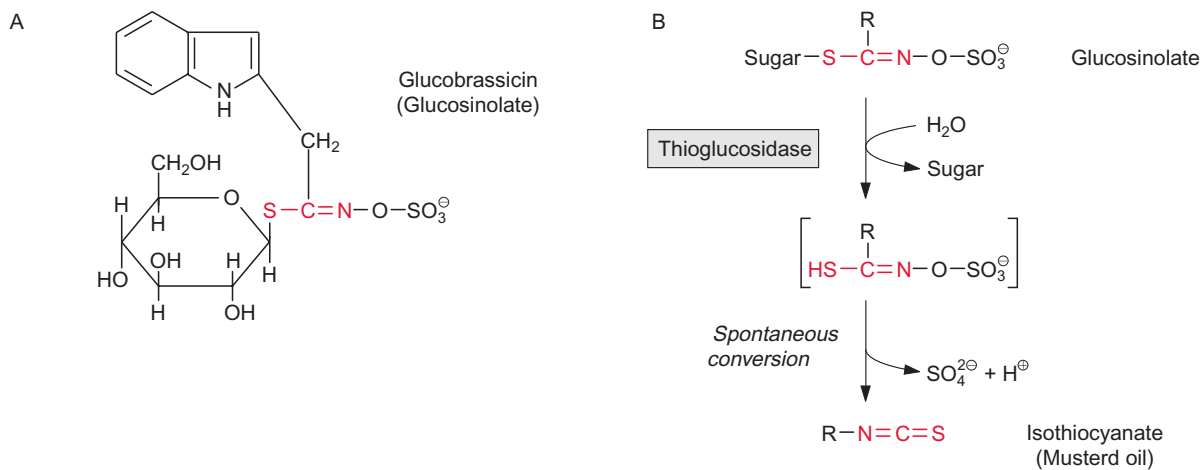 A
Glucobrassicin
(Glucosinolate)
N
H
CH₂
CH₂OH
O
S–C=N–O–SO₃⊖
H
H
HO
OH
H
H
H
OH
H
B
R
Sugar–S–C=N–O–SO₃⊖
Glucosinolate
Thioglucosidase
H₂O
Sugar
R
HS–C=N–O–SO₃⊖
Spontaneous
conversion
SO₄²⊖ + H⊕
R–N=C=S
Isothiocyanate
(Musterd oil)